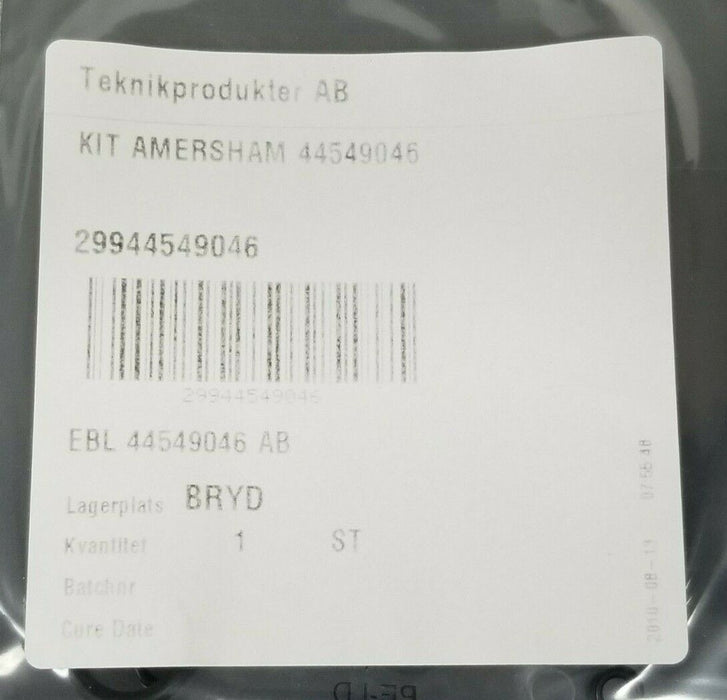 Teknikprodukter AB
KIT AMERSHAM 44549046
29944549046
29944549046
EBL 44549046 AB
Lagerplats BRYD
Kvantitet 1 ST
Batchnr
Cure Date